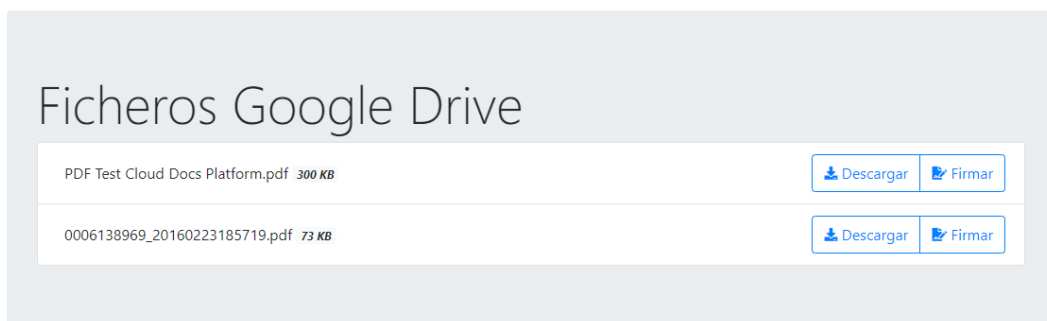 Ficheros Google Drive
PDF Test Cloud Docs Platform.pdf 300 KB Descargar Firmar
0006138969_20160223185719.pdf 73 KB Descargar Firmar